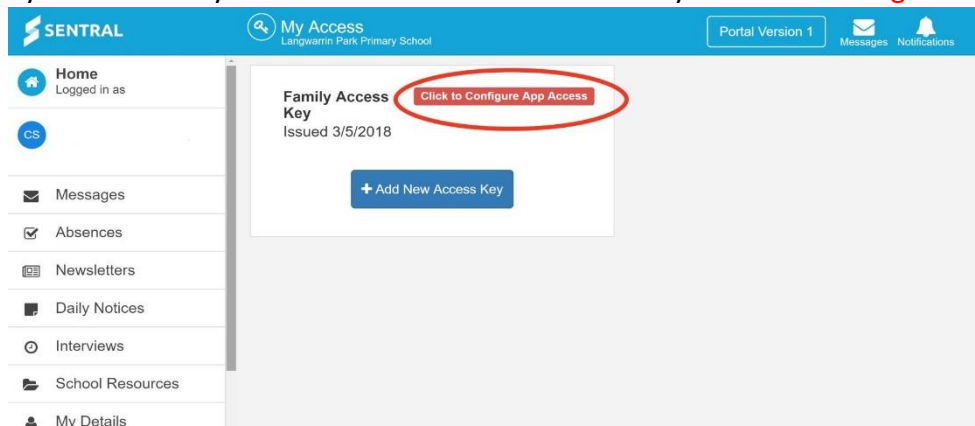 SENTRAL
My Access
Langwarrin Park Primary School
Portal Version 1
Messages
Notifications
Home
Logged in as
CS
Messages
Absences
Newsletters
Daily Notices
Interviews
School Resources
My Details
Family Access
Key
Click to Configure App Access
Issued 3/5/2018
+ Add New Access Key